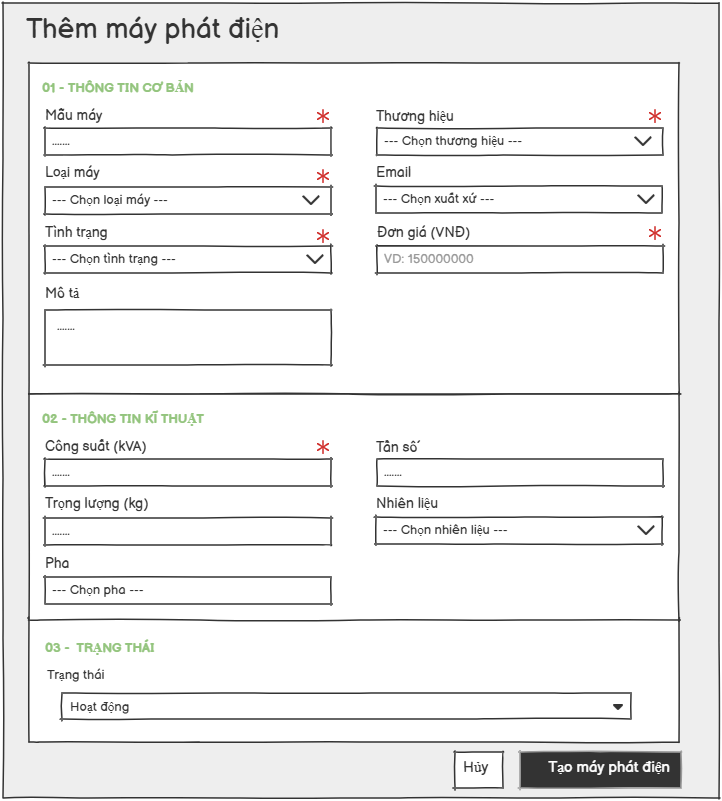 Thêm máy phát điện
01 - THÔNG TIN CƠ BẢN
Mẫu máy *
.......
Thương hiệu *
--- Chọn thương hiệu ---
Loại máy *
--- Chọn loại máy ---
Email
--- Chọn xuất xứ ---
Tình trạng *
--- Chọn tình trạng ---
Đơn giá (VNĐ) *
VD: 150000000
Mô tả
.......
02 - THÔNG TIN KĨ THUẬT
Công suất (kVA) *
.......
Tần số
.......
Trọng lượng (kg)
.......
Nhiên liệu
--- Chọn nhiên liệu ---
Pha
--- Chọn pha ---
03 - TRẠNG THÁI
Trạng thái
Hoạt động
Hủy
Tạo máy phát điện